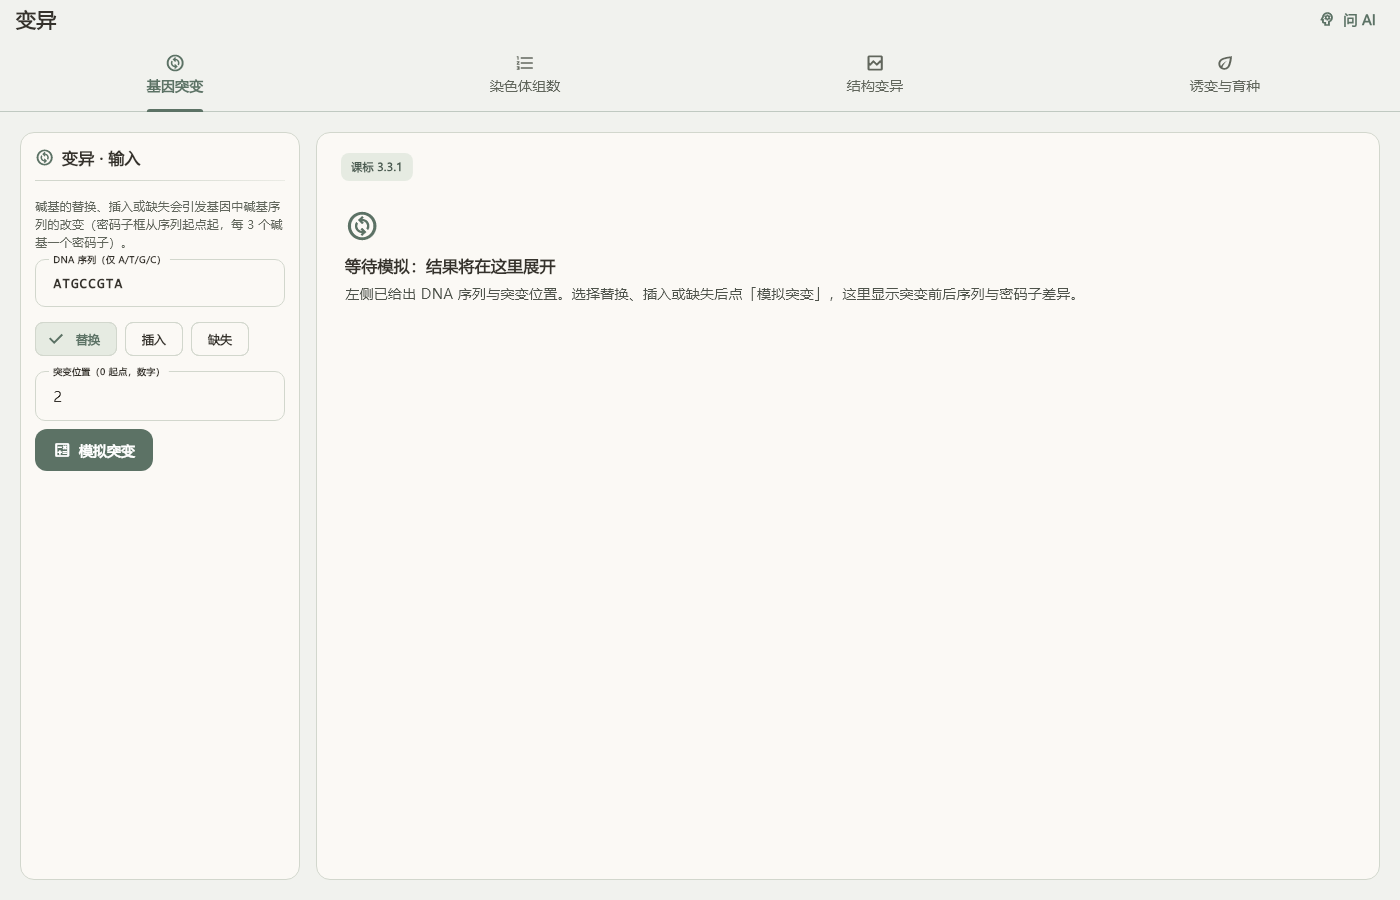 变异
问 AI
基因突变
染色体组数
结构变异
诱变与育种
变异 · 输入
碱基的替换、插入或缺失会引发基因中碱基序
列的改变（密码子框从序列起点起，每 3 个碱
基一个密码子）。
DNA 序列（仅 A/T/G/C）
ATGCCGTA
替换
插入
缺失
突变位置（0 起点，数字）
2
模拟突变
课标 3.3.1
等待模拟：结果将在这里展开
左侧已给出 DNA 序列与突变位置。选择替换、插入或缺失后点「模拟突变」，这里显示突变前后序列与密码子差异。